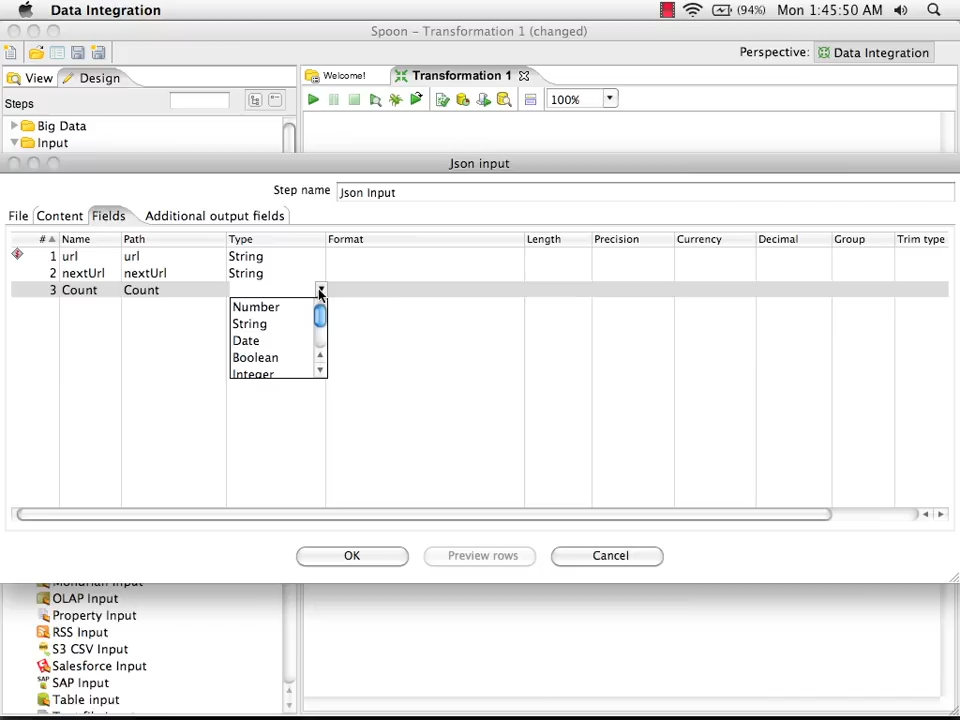 Data Integration
(94%)
Mon 1:45:50 AM
Spoon – Transformation 1 (changed)
Perspective:
Data Integration
View
Design
Welcome!
Transformation 1
Steps
100%
Big Data
Input
Json input
Step name
Json Input
File
Content
Fields
Additional output fields
# Name Path Type Format Length Precision Currency Decimal Group Trim type
1 url url String
2 nextUrl nextUrl String
3 Count Count
Number
String
Date
Boolean
Integer
OK
Preview rows
Cancel
Mondrian Input
OLAP Input
Property Input
RSS Input
S3 CSV Input
Salesforce Input
SAP SAP Input
Table input